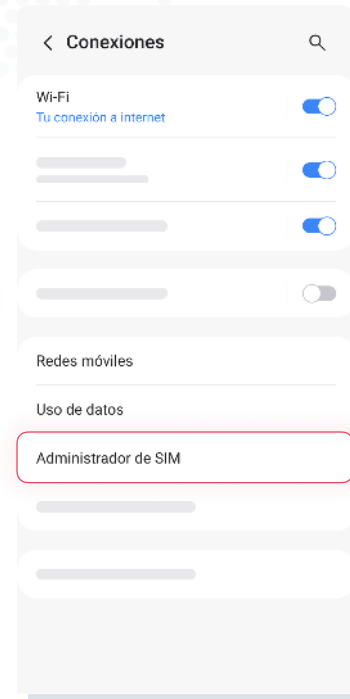 Conexiones
Wi-Fi
Tu conexión a internet
Redes móviles
Uso de datos
Administrador de SIM